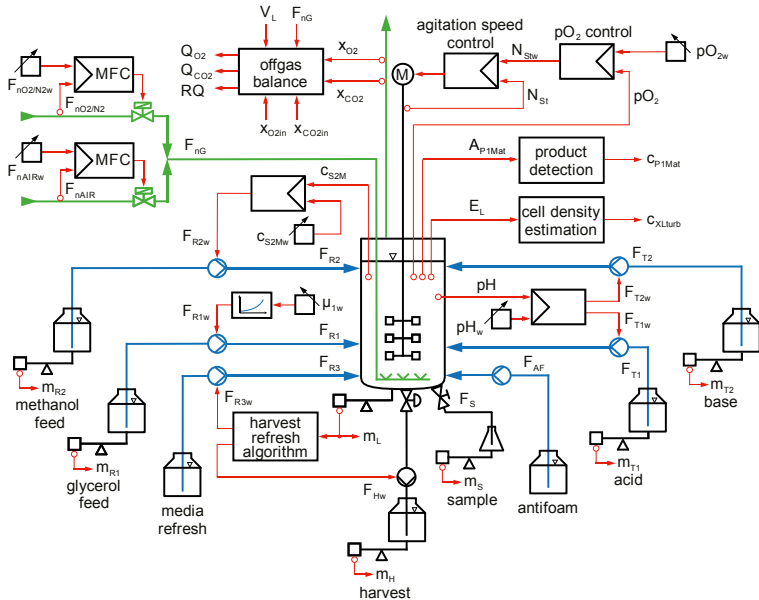 V_L
F_nG
agitation speed
control
pO₂ control
Q_O2
Q_CO2
RQ
offgas
balance
x_O2
x_CO2
M
N_Stw
N_St
pO_2w
pO₂
F_nO2/N2w
MFC
F_nO2/N2
x_O2in
x_CO2in
F_nAIRw
MFC
F_nAIR
F_nG
A_P1Mat
product
detection
c_P1Mat
c_S2M
c_S2Mw
E_L
cell density
estimation
c_XLturb
F_R2w
F_R2
F_T2
pH
pH_w
F_T2w
F_T1w
F_R1w
μ_1w
F_R1
F_T1
F_R3
F_AF
F_R3w
m_R2
methanol
feed
harvest
refresh
algorithm
m_L
F_S
m_T2
base
m_R1
glycerol
feed
media
refresh
F_Hw
m_S
sample
antifoam
m_T1
acid
m_H
harvest